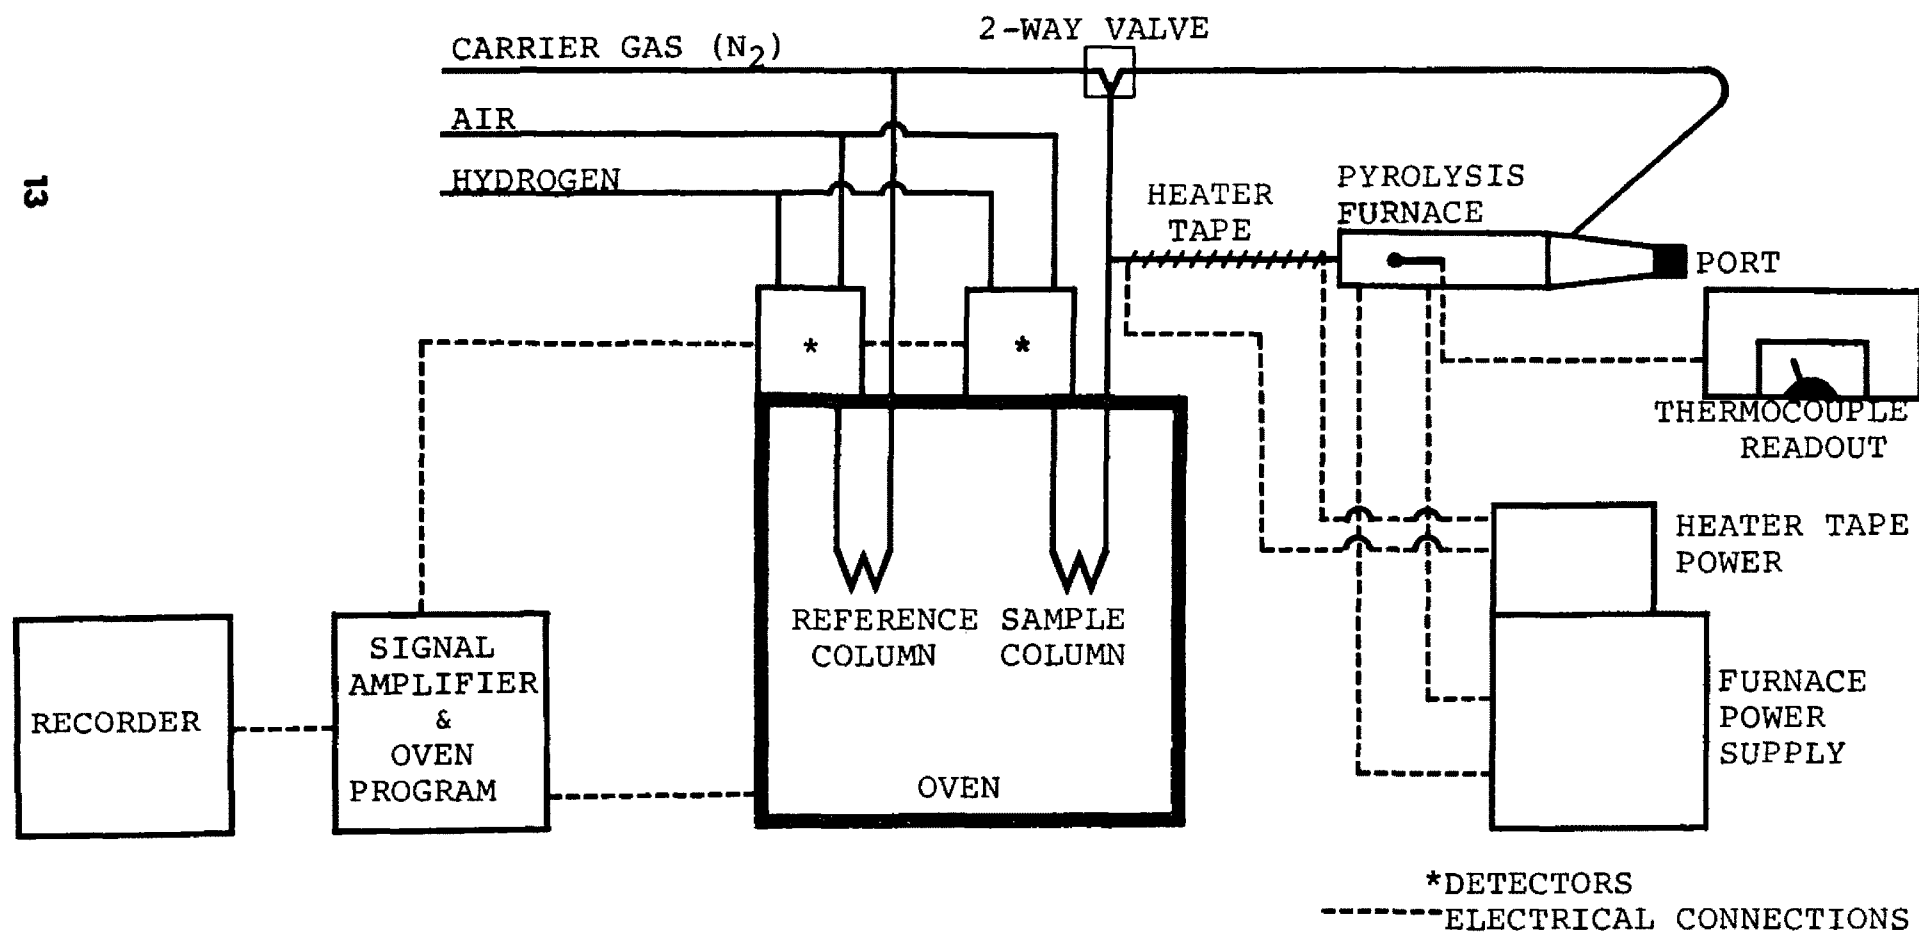 2-WAY VALVE
CARRIER GAS (N2)
AIR
HYDROGEN
13
HEATER
TAPE
PYROLYSIS
FURNACE
PORT
*
*
THERMOCOUPLE
READOUT
HEATER TAPE
POWER
REFERENCE
COLUMN
SAMPLE
COLUMN
SIGNAL
AMPLIFIER
&
OVEN
PROGRAM
RECORDER
FURNACE
POWER
SUPPLY
OVEN
*DETECTORS
ELECTRICAL CONNECTIONS